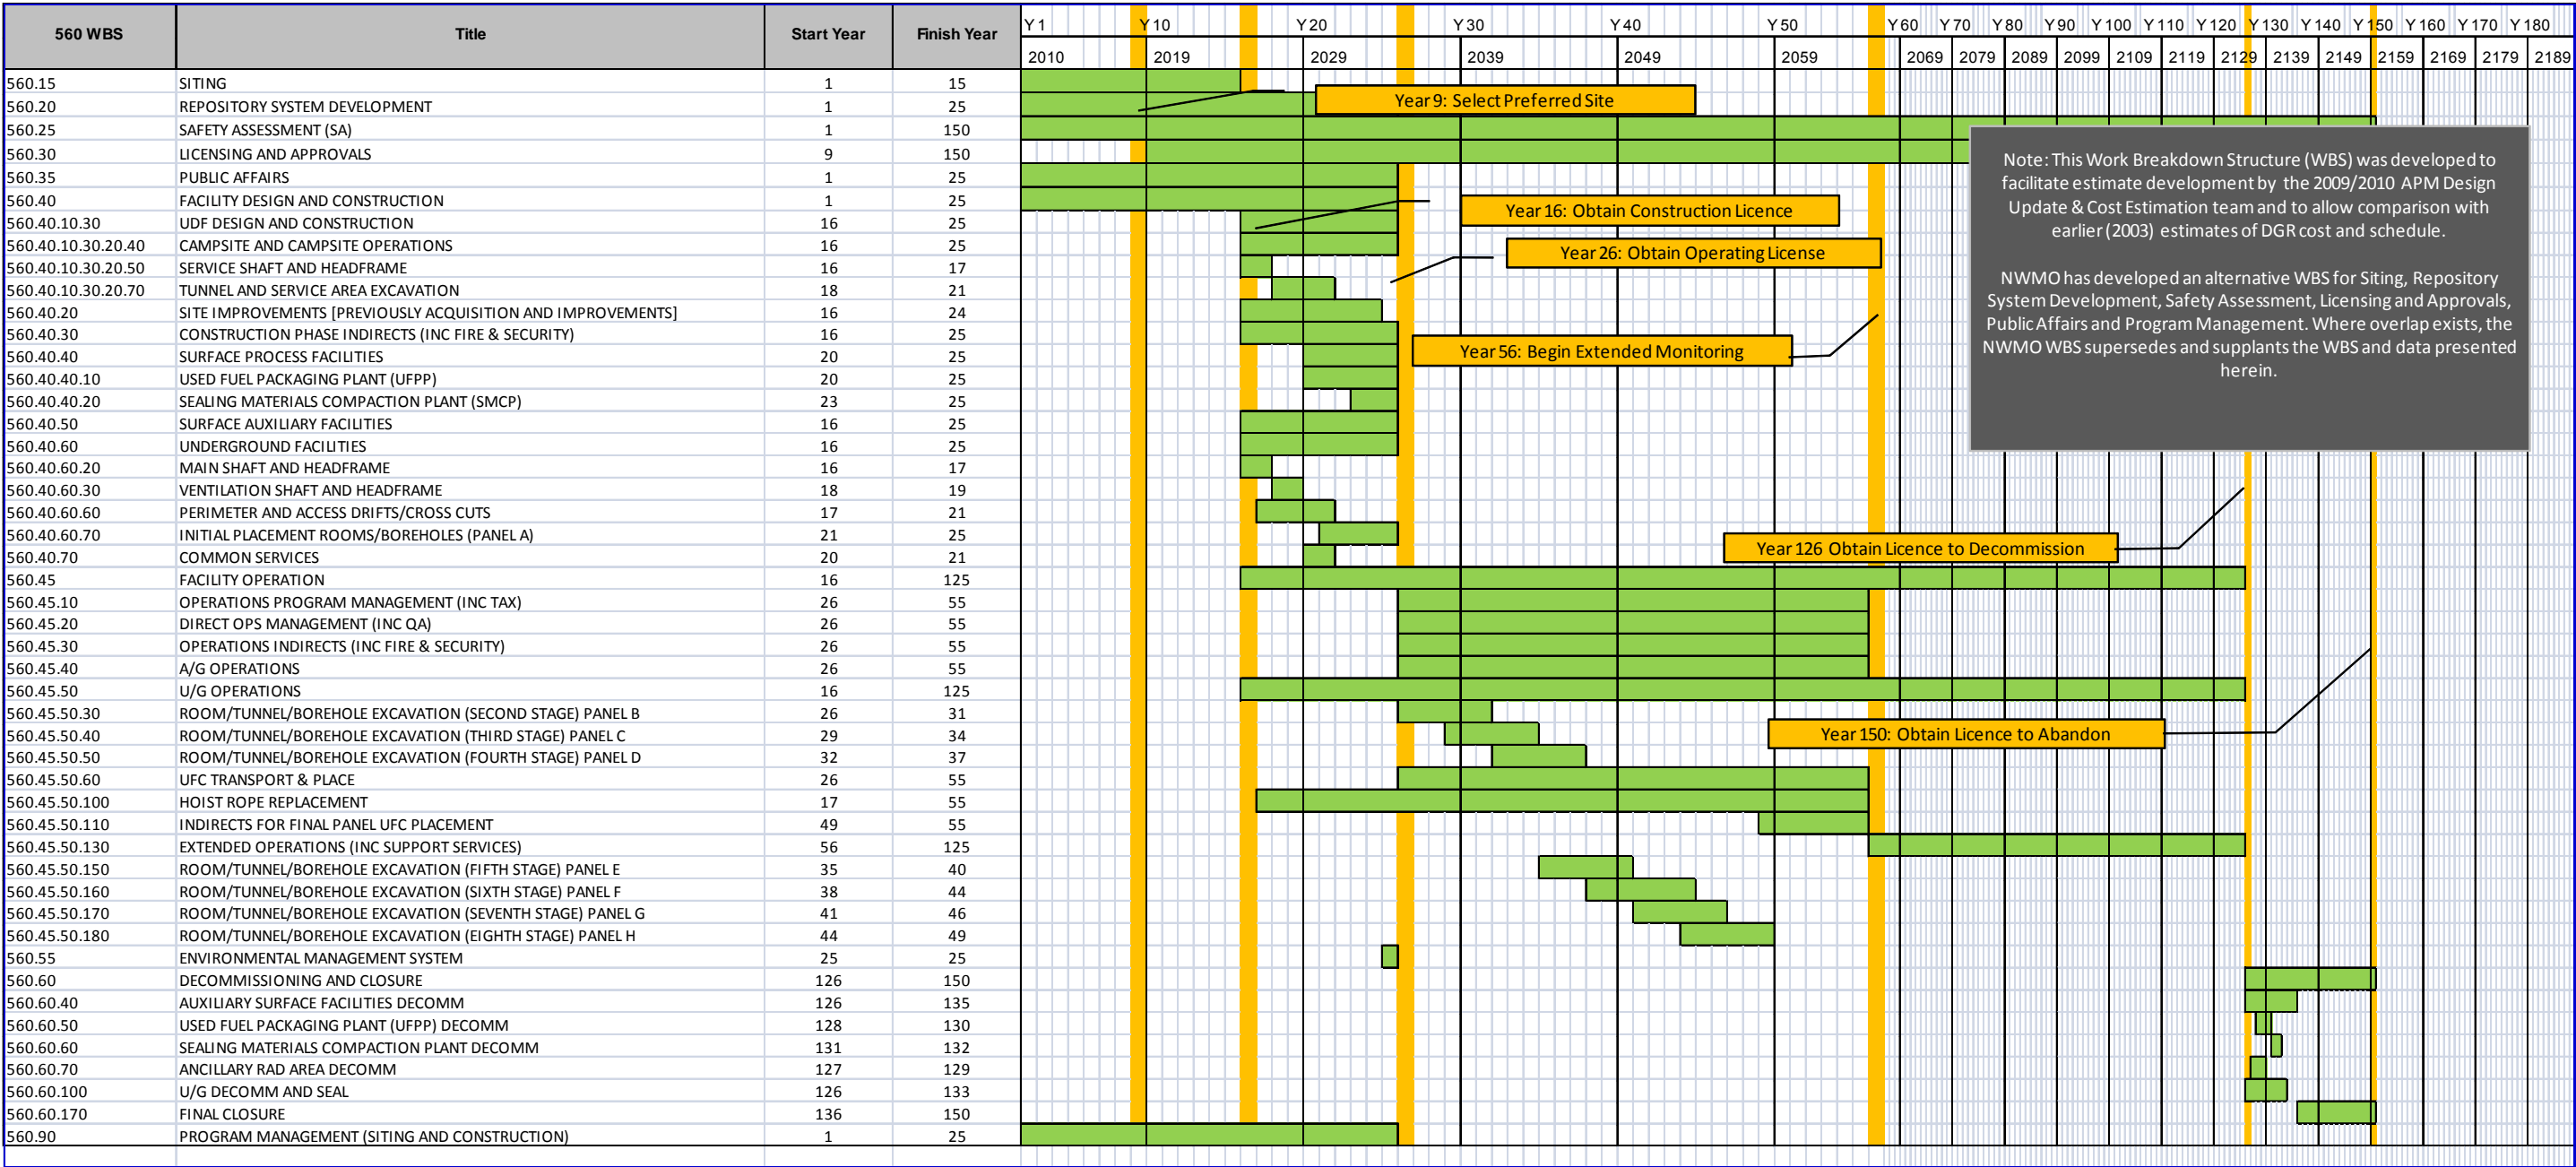 560 WBS Title Start Year Finish Year Y 1 Y 10 Y 20 Y 30 Y 40 Y 50 Y 60 Y 70 Y 80 Y 90 Y 100 Y 110 Y 120 Y 130 Y 140 Y 150 Y 160 Y 170 Y 180
2010 2019 2029 2039 2049 2059 2069 2079 2089 2099 2109 2119 2129 2139 2149 2159 2169 2179 2189
560.15 SITING 1 15
560.20 REPOSITORY SYSTEM DEVELOPMENT 1 25
560.25 SAFETY ASSESSMENT (SA) 1 150
560.30 LICENSING AND APPROVALS 9 150
560.35 PUBLIC AFFAIRS 1 25
560.40 FACILITY DESIGN AND CONSTRUCTION 1 25
560.40.10.30 UDF DESIGN AND CONSTRUCTION 16 25
560.40.10.30.20.40 CAMPSITE AND CAMPSITE OPERATIONS 16 25
560.40.10.30.20.50 SERVICE SHAFT AND HEADFRAME 16 17
560.40.10.30.20.70 TUNNEL AND SERVICE AREA EXCAVATION 18 21
560.40.20 SITE IMPROVEMENTS [PREVIOUSLY ACQUISITION AND IMPROVEMENTS] 16 24
560.40.30 CONSTRUCTION PHASE INDIRECTS (INC FIRE & SECURITY) 16 25
560.40.40 SURFACE PROCESS FACILITIES 20 25
560.40.40.10 USED FUEL PACKAGING PLANT (UFPP) 20 25
560.40.40.20 SEALING MATERIALS COMPACTION PLANT (SMCP) 23 25
560.40.50 SURFACE AUXILIARY FACILITIES 16 25
560.40.60 UNDERGROUND FACILITIES 16 25
560.40.60.20 MAIN SHAFT AND HEADFRAME 16 17
560.40.60.30 VENTILATION SHAFT AND HEADFRAME 18 19
560.40.60.60 PERIMETER AND ACCESS DRIFTS/CROSS CUTS 17 21
560.40.60.70 INITIAL PLACEMENT ROOMS/BOREHOLES (PANEL A) 21 25
560.40.70 COMMON SERVICES 20 21
560.45 FACILITY OPERATION 16 125
560.45.10 OPERATIONS PROGRAM MANAGEMENT (INC TAX) 26 55
560.45.20 DIRECT OPS MANAGEMENT (INC QA) 26 55
560.45.30 OPERATIONS INDIRECTS (INC FIRE & SECURITY) 26 55
560.45.40 A/G OPERATIONS 26 55
560.45.50 U/G OPERATIONS 16 125
560.45.50.30 ROOM/TUNNEL/BOREHOLE EXCAVATION (SECOND STAGE) PANEL B 26 31
560.45.50.40 ROOM/TUNNEL/BOREHOLE EXCAVATION (THIRD STAGE) PANEL C 29 34
560.45.50.50 ROOM/TUNNEL/BOREHOLE EXCAVATION (FOURTH STAGE) PANEL D 32 37
560.45.50.60 UFC TRANSPORT & PLACE 26 55
560.45.50.100 HOIST ROPE REPLACEMENT 17 55
560.45.50.110 INDIRECTS FOR FINAL PANEL UFC PLACEMENT 49 55
560.45.50.130 EXTENDED OPERATIONS (INC SUPPORT SERVICES) 56 125
560.45.50.150 ROOM/TUNNEL/BOREHOLE EXCAVATION (FIFTH STAGE) PANEL E 35 40
560.45.50.160 ROOM/TUNNEL/BOREHOLE EXCAVATION (SIXTH STAGE) PANEL F 38 44
560.45.50.170 ROOM/TUNNEL/BOREHOLE EXCAVATION (SEVENTH STAGE) PANEL G 41 46
560.45.50.180 ROOM/TUNNEL/BOREHOLE EXCAVATION (EIGHTH STAGE) PANEL H 44 49
560.55 ENVIRONMENTAL MANAGEMENT SYSTEM 25 25
560.60 DECOMMISSIONING AND CLOSURE 126 150
560.60.40 AUXILIARY SURFACE FACILITIES DECOMM 126 135
560.60.50 USED FUEL PACKAGING PLANT (UFPP) DECOMM 128 130
560.60.60 SEALING MATERIALS COMPACTION PLANT DECOMM 131 132
560.60.70 ANCILLARY RAD AREA DECOMM 127 129
560.60.100 U/G DECOMM AND SEAL 126 133
560.60.170 FINAL CLOSURE 136 150
560.90 PROGRAM MANAGEMENT (SITING AND CONSTRUCTION) 1 25
Year 9: Select Preferred Site
Year 16: Obtain Construction Licence
Year 26: Obtain Operating License
Year 56: Begin Extended Monitoring
Year 126 Obtain Licence to Decommission
Year 150: Obtain Licence to Abandon
Note: This Work Breakdown Structure (WBS) was developed to
facilitate estimate development by the 2009/2010 APM Design
Update & Cost Estimation team and to allow comparison with
earlier (2003) estimates of DGR cost and schedule.
NWMO has developed an alternative WBS for Siting, Repository
System Development, Safety Assessment, Licensing and Approvals,
Public Affairs and Program Management. Where overlap exists, the
NWMO WBS supersedes and supplants the WBS and data presented
herein.